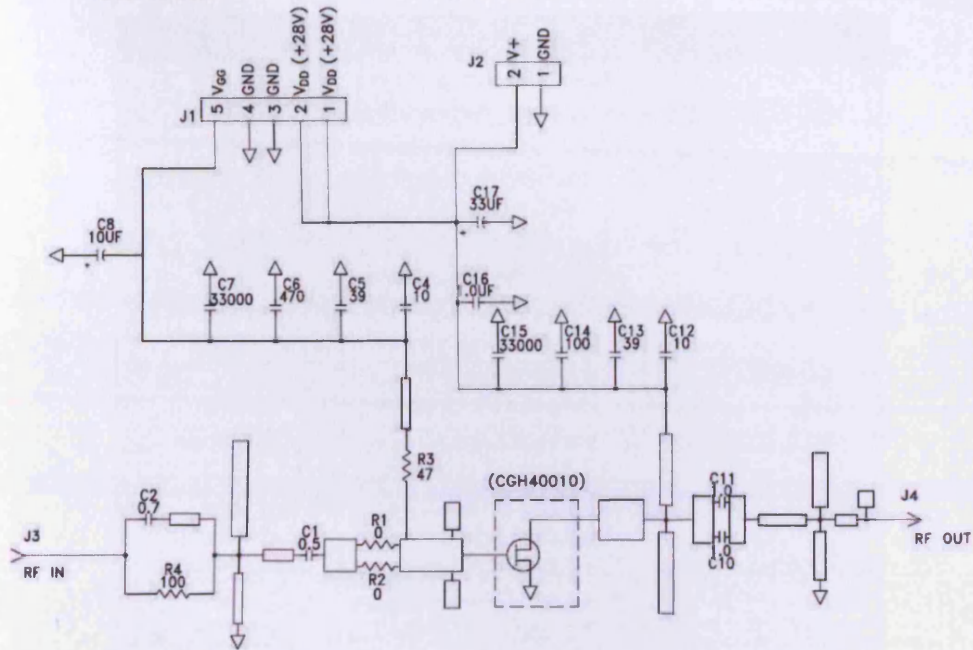 J1
5 VGG
4 GND
3 GND
2 VDD (+28V)
1 VDD (+28V)
J2
2 V+
1 GND
C8
10UF
C17
33UF
C16
1.0UF
C7
33000
C6
470
C5
39
C4
10
C15
33000
C14
100
C13
39
C12
10
R3
47
(CGH40010)
C2
0.7
J3
RF IN
R4
100
C1
0.5
R1
0
R2
0
C11
C10
J4
RF OUT